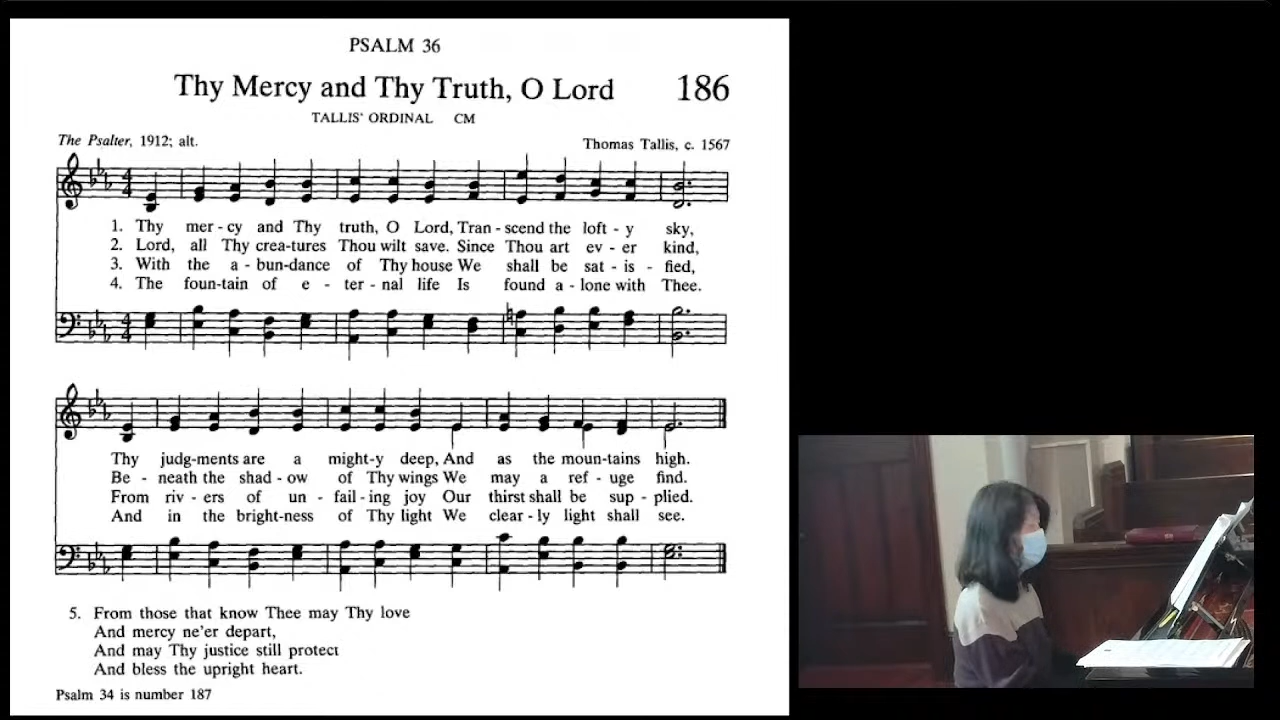 PSALM 36
Thy Mercy and Thy Truth, O Lord 186
TALLIS' ORDINAL CM
The Psalter, 1912; alt. Thomas Tallis, c. 1567
1. Thy mer - cy and Thy truth, O Lord, Tran - scend the loft - y sky,
2. Lord, all Thy crea-tures Thou wilt save. Since Thou art ev - er kind,
3. With the a - bun-dance of Thy house We shall be sat - is - fied,
4. The foun-tain of e - ter - nal life Is found a - lone with Thee.
Thy judg-ments are a might-y deep, And as the moun-tains high.
Be - neath the shad - ow of Thy wings We may a ref - uge find.
From riv - ers of un - fail - ing joy Our thirst shall be sup - plied.
And in the bright-ness of Thy light We clear - ly light shall see.
5. From those that know Thee may Thy love
And mercy ne'er depart,
And may Thy justice still protect
And bless the upright heart.
Psalm 34 is number 187